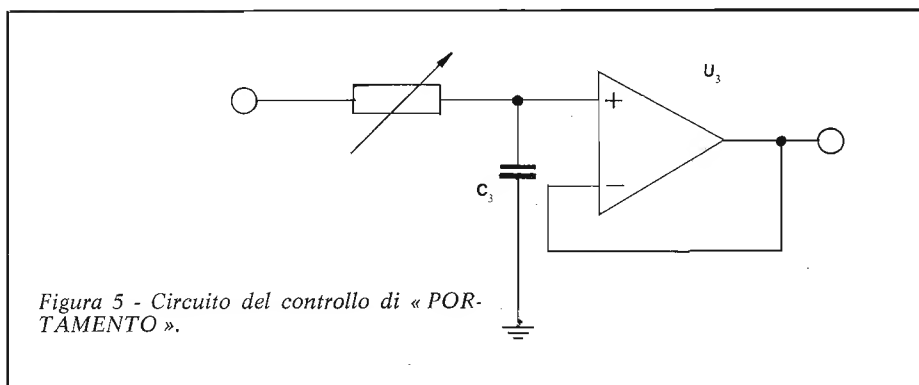 U3
+
C3
−
Figura 5 - Circuito del controllo di « POR-
TAMENTO ».